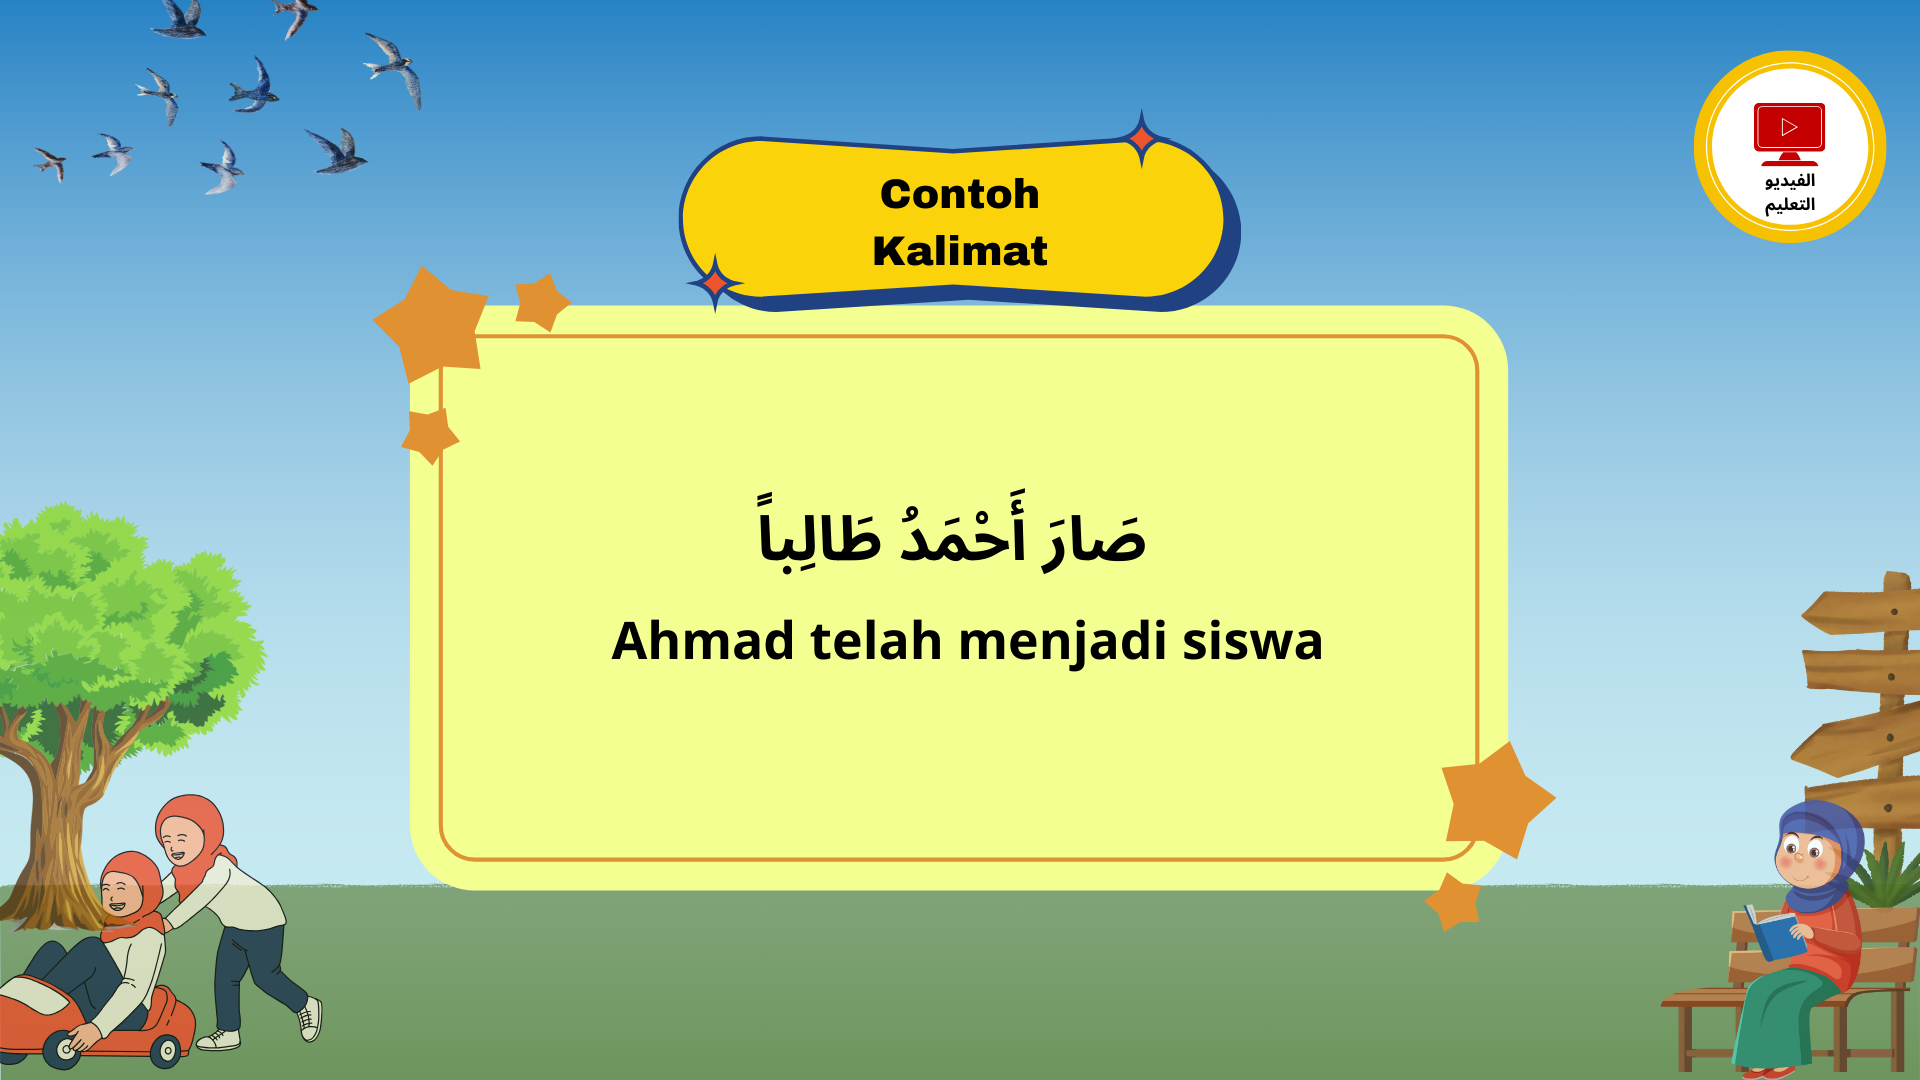 Contoh
Kalimat
الفيديو
التعليم
صَارَ أَحْمَدُ طَالِباً
Ahmad telah menjadi siswa